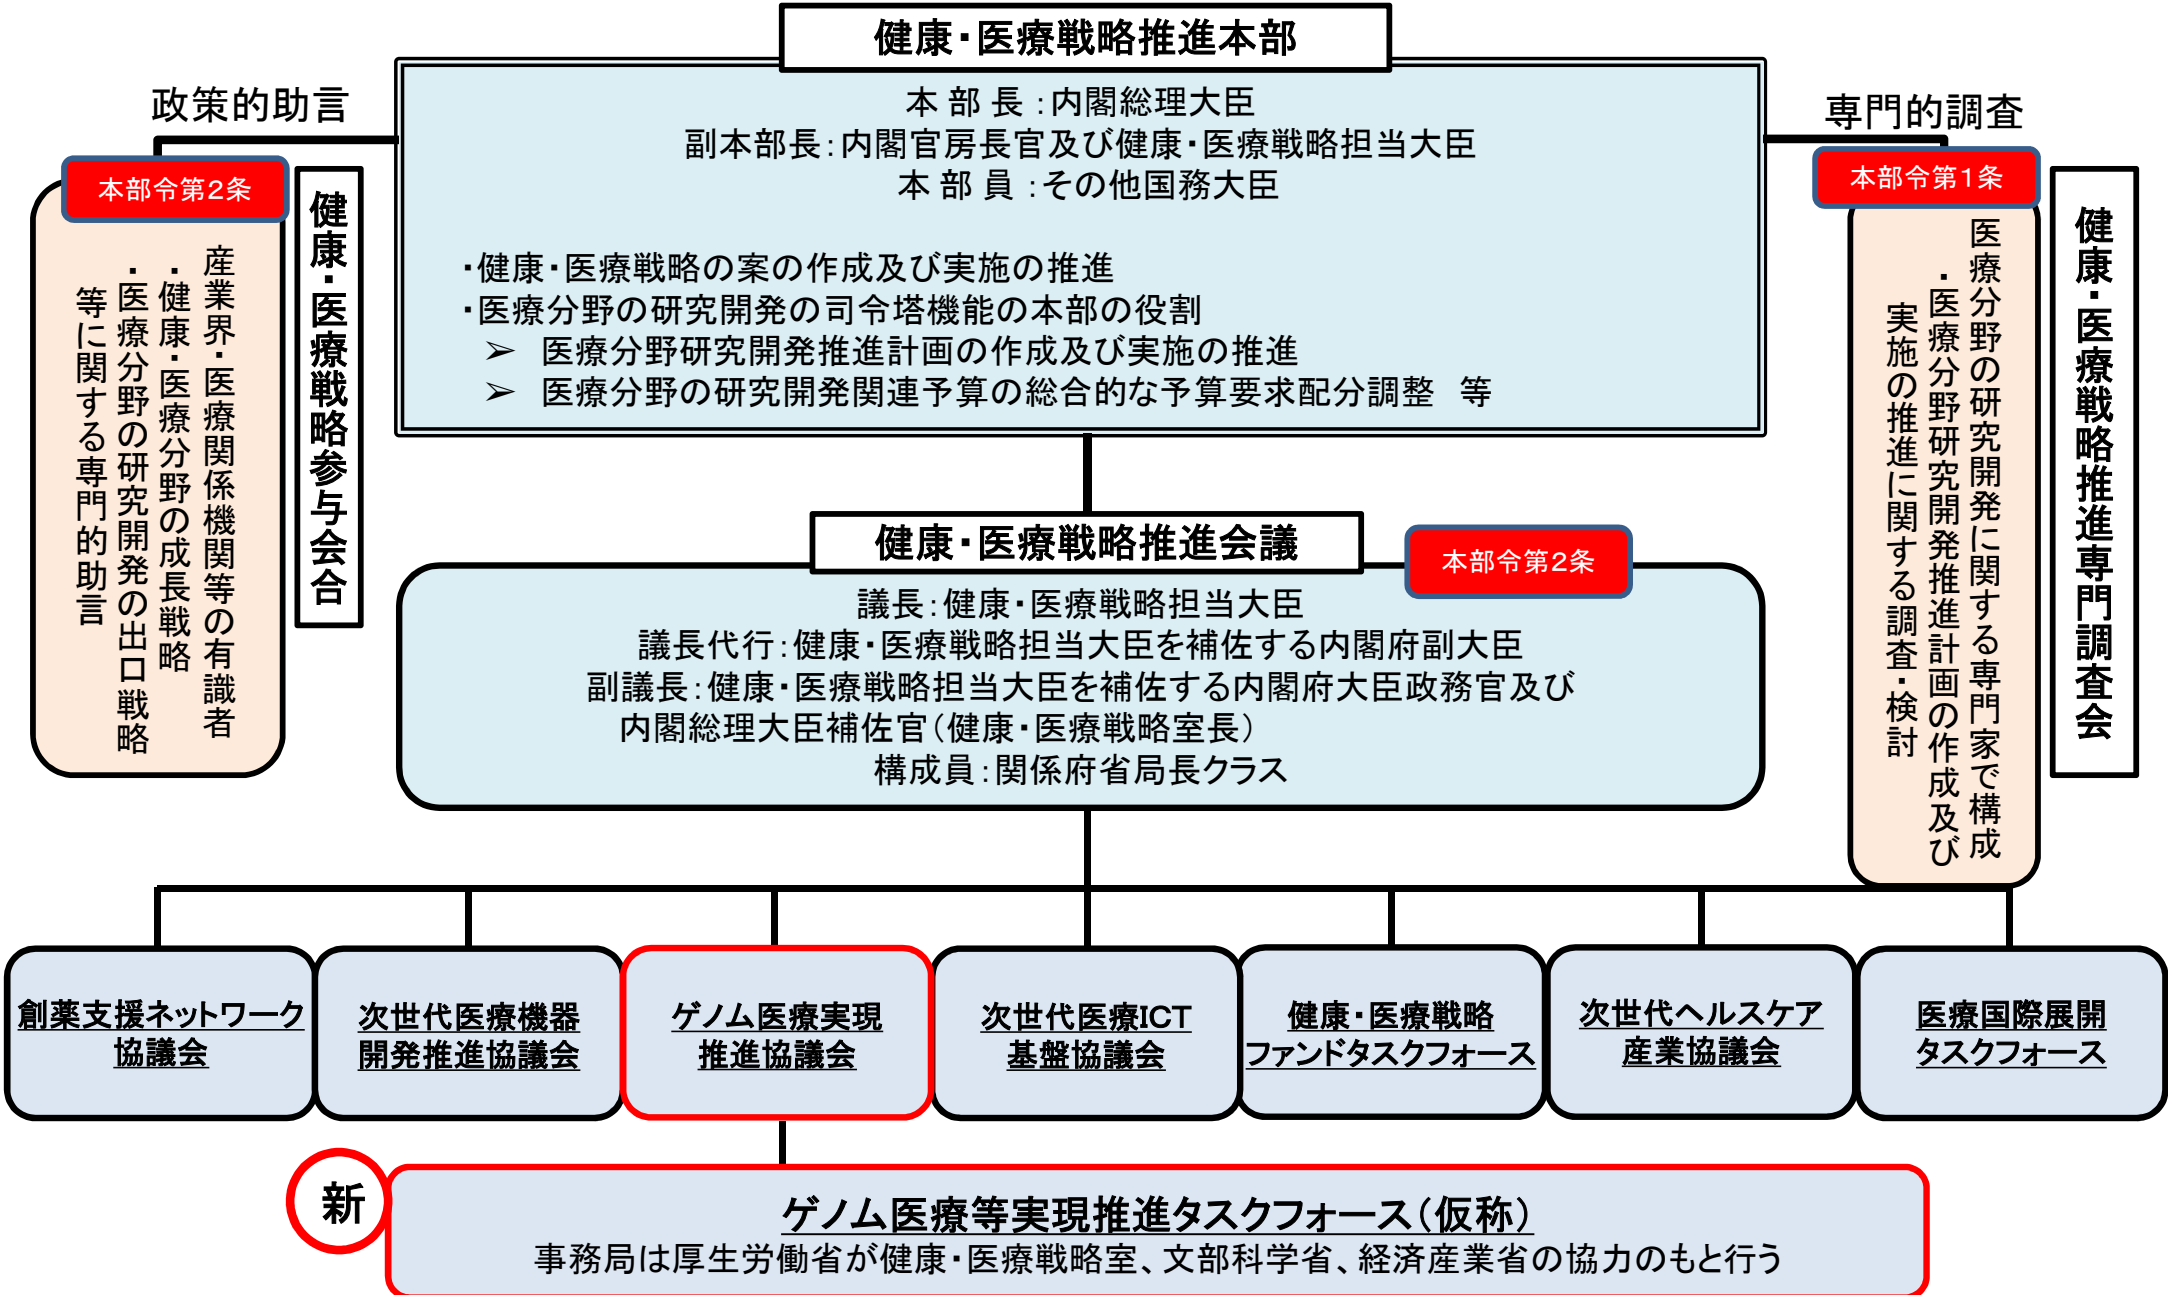 健康・医療戦略推進本部
政策的助言
専門的調査
本 部 長 ：内閣総理大臣
副本部長：内閣官房長官及び健康・医療戦略担当大臣
本 部 員 ：その他国務大臣
・健康・医療戦略の案の作成及び実施の推進
・医療分野の研究開発の司令塔機能の本部の役割
➢ 医療分野研究開発推進計画の作成及び実施の推進
➢ 医療分野の研究開発関連予算の総合的な予算要求配分調整　等
本部令第２条
健康・医療戦略参与会合
産業界・医療関係機関等の有識者
・健康・医療分野の成長戦略
・医療分野の研究開発の出口戦略
等に関する専門的助言
本部令第１条
健康・医療戦略推進専門調査会
医療分野の研究開発に関する専門家で構成
・医療分野研究開発推進計画の作成及び
実施の推進に関する調査・検討
健康・医療戦略推進会議
本部令第２条
議長：健康・医療戦略担当大臣
議長代行：健康・医療戦略担当大臣を補佐する内閣府副大臣
副議長：健康・医療戦略担当大臣を補佐する内閣府大臣政務官及び
内閣総理大臣補佐官（健康・医療戦略室長）
構成員：関係府省局長クラス
創薬支援ネットワーク
協議会
次世代医療機器
開発推進協議会
ゲノム医療実現
推進協議会
次世代医療ICT
基盤協議会
健康・医療戦略
ファンドタスクフォース
次世代ヘルスケア
産業協議会
医療国際展開
タスクフォース
新
ゲノム医療等実現推進タスクフォース（仮称）
事務局は厚生労働省が健康・医療戦略室、文部科学省、経済産業省の協力のもと行う